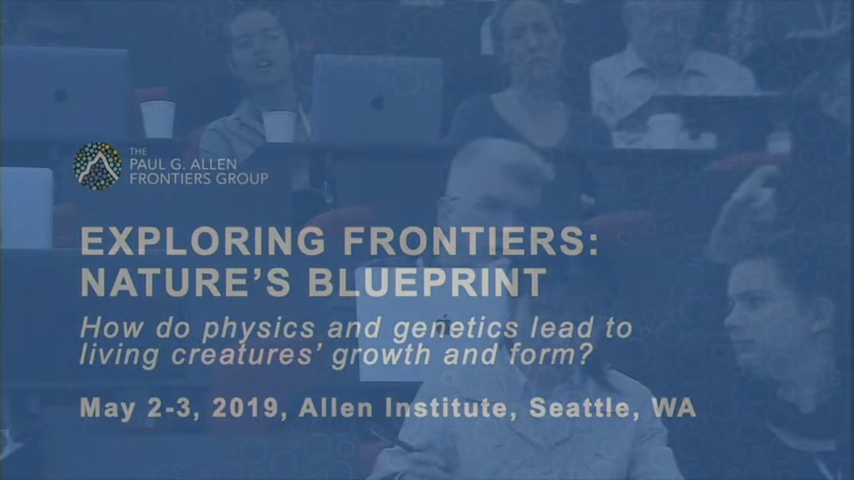 THE
PAUL G. ALLEN
FRONTIERS GROUP
EXPLORING FRONTIERS:
NATURE'S BLUEPRINT
How do physics and genetics lead to
living creatures' growth and form?
May 2-3, 2019, Allen Institute, Seattle, WA